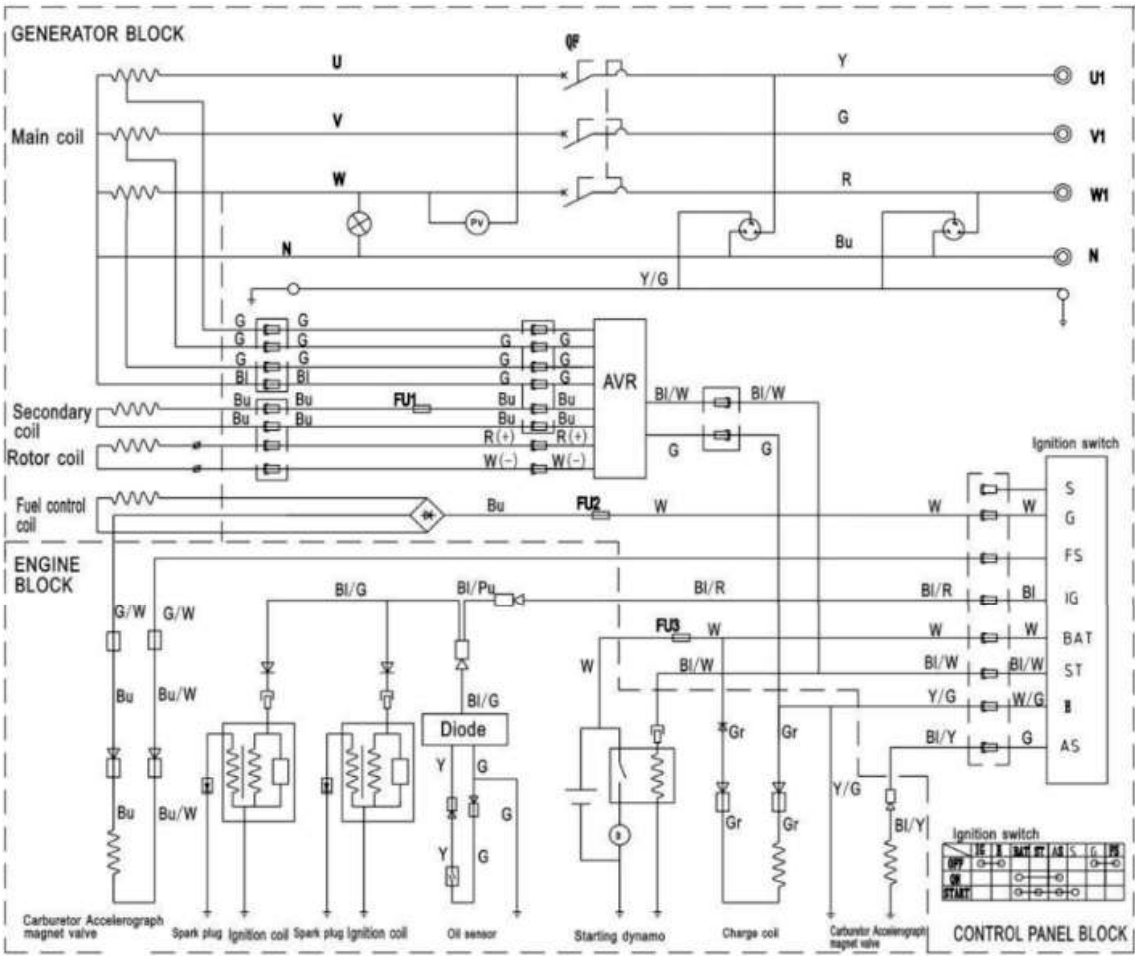 GENERATOR BLOCK
QF
U
Y
U1
Main coil
V
G
V1
W
R
W1
PV
N
Bu
N
Y/G
G G
G G G G
G G G G
Bl Bl G G
AVR
Bl/W Bl/W
Secondary coil
Bu Bu FU1 Bu Bu
Bu Bu Bu Bu
Rotor coil
R(+) R(+)
W(-) W(-)
G G
Ignition switch
S
Fuel control coil
Bu FU2 W W W G
ENGINE BLOCK
FS
Bl/G Bl/Pu Bl/R Bl/R Bl IG
G/W G/W
FU3 W W W BAT
W Bl/W Bl/W Bl/W ST
Bu Bu/W Bl/G
Y/G W/G E
Diode
Gr Gr
Bl/Y G AS
Y G
Y/G
Bu Bu/W G Gr Gr Bl/Y
Y G
Ignition switch
IG E BAT ST AS S G FS
OFF
ON
START
Carburetor Accelerograph magnet valve
Spark plug Ignition coil Spark plug Ignition coil
Oil sensor
Starting dynamo
Charge coil
Carburetor Accelerograph magnet valve
CONTROL PANEL BLOCK